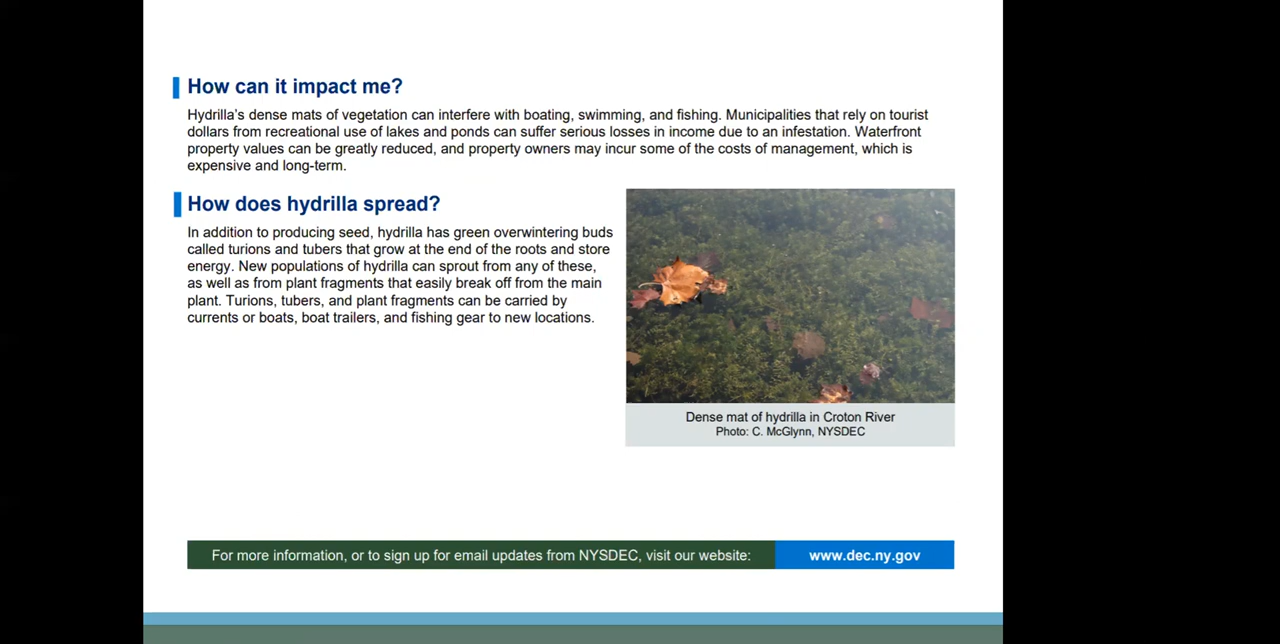 How can it impact me?
Hydrilla's dense mats of vegetation can interfere with boating, swimming, and fishing. Municipalities that rely on tourist
dollars from recreational use of lakes and ponds can suffer serious losses in income due to an infestation. Waterfront
property values can be greatly reduced, and property owners may incur some of the costs of management, which is
expensive and long-term.
How does hydrilla spread?
In addition to producing seed, hydrilla has green overwintering buds
called turions and tubers that grow at the end of the roots and store
energy. New populations of hydrilla can sprout from any of these,
as well as from plant fragments that easily break off from the main
plant. Turions, tubers, and plant fragments can be carried by
currents or boats, boat trailers, and fishing gear to new locations.
Dense mat of hydrilla in Croton River
Photo: C. McGlynn, NYSDEC
For more information, or to sign up for email updates from NYSDEC, visit our website:
www.dec.ny.gov